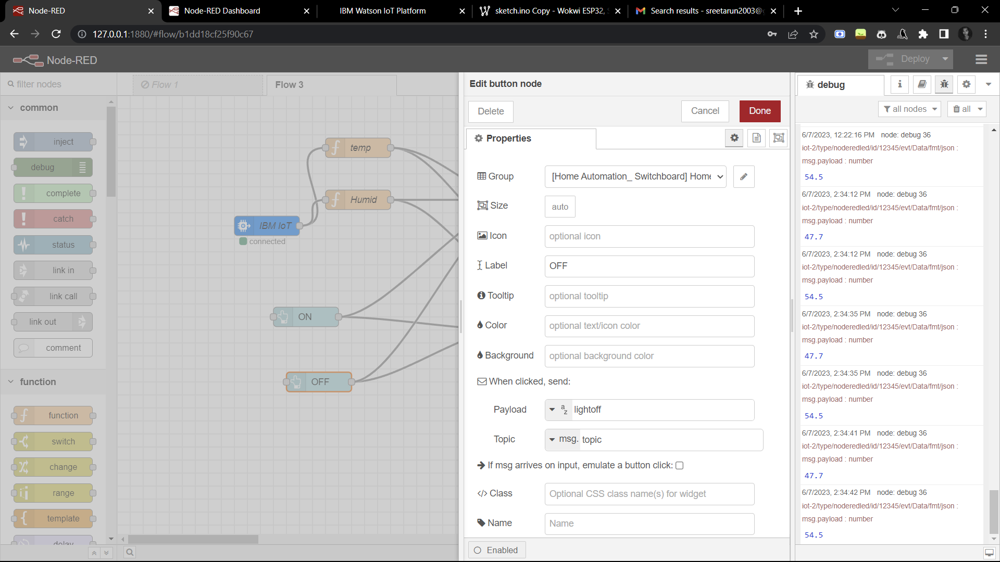 Node-RED
Node-RED Dashboard
IBM Watson IoT Platform
sketch.ino Copy - Wokwi ESP32,
Search results - sreetarun2003@
127.0.0.1:1880/#flow/b1dd18cf25f90c67
Node-RED
Deploy
filter nodes
common
inject
debug
complete
catch
status
link in
link call
link out
comment
function
function
switch
change
range
template
delay
Flow 1
Flow 3
temp
Humid
IBM IoT
connected
ON
OFF
Edit button node
Delete
Cancel
Done
Properties
Group
[Home Automation_ Switchboard] Home
Size
auto
Icon
optional icon
Label
OFF
Tooltip
optional tooltip
Color
optional text/icon color
Background
optional background color
When clicked, send:
Payload
a
z
lightoff
Topic
msg. topic
If msg arrives on input, emulate a button click:
Class
Optional CSS class name(s) for widget
Name
Name
Enabled
debug
all nodes
all
6/7/2023, 12:22:16 PM node: debug 36
iot-2/type/noderedled/id/12345/evt/Data/fmt/json :
msg.payload : number
54.5
6/7/2023, 2:34:12 PM node: debug 36
iot-2/type/noderedled/id/12345/evt/Data/fmt/json :
msg.payload : number
47.7
6/7/2023, 2:34:12 PM node: debug 36
iot-2/type/noderedled/id/12345/evt/Data/fmt/json :
msg.payload : number
54.5
6/7/2023, 2:34:35 PM node: debug 36
iot-2/type/noderedled/id/12345/evt/Data/fmt/json :
msg.payload : number
47.7
6/7/2023, 2:34:35 PM node: debug 36
iot-2/type/noderedled/id/12345/evt/Data/fmt/json :
msg.payload : number
54.5
6/7/2023, 2:34:41 PM node: debug 36
iot-2/type/noderedled/id/12345/evt/Data/fmt/json :
msg.payload : number
47.7
6/7/2023, 2:34:42 PM node: debug 36
iot-2/type/noderedled/id/12345/evt/Data/fmt/json :
msg.payload : number
54.5